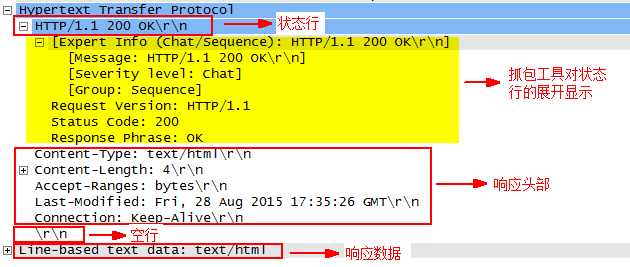 Hypertext Transfer Protocol
HTTP/1.1 200 OK\r\n
状态行
[Expert Info (Chat/sequence): HTTP/1.1 200 OK\r\n]
[Message: HTTP/1.1 200 OK\r\n]
[Severity level: Chat]
[Group: Sequence]
抓包工具对状态
行的展开显示
Request Version: HTTP/1.1
Status Code: 200
Response Phrase: OK
Content-Type: text/html\r\n
Content-Length: 4\r\n
Accept-Ranges: bytes\r\n
响应头部
Last-Modified: Fri, 28 Aug 2015 17:35:26 GMT\r\n
Connection: Keep-Alive\r\n
\r\n
空行
Line-based text data: text/html
响应数据